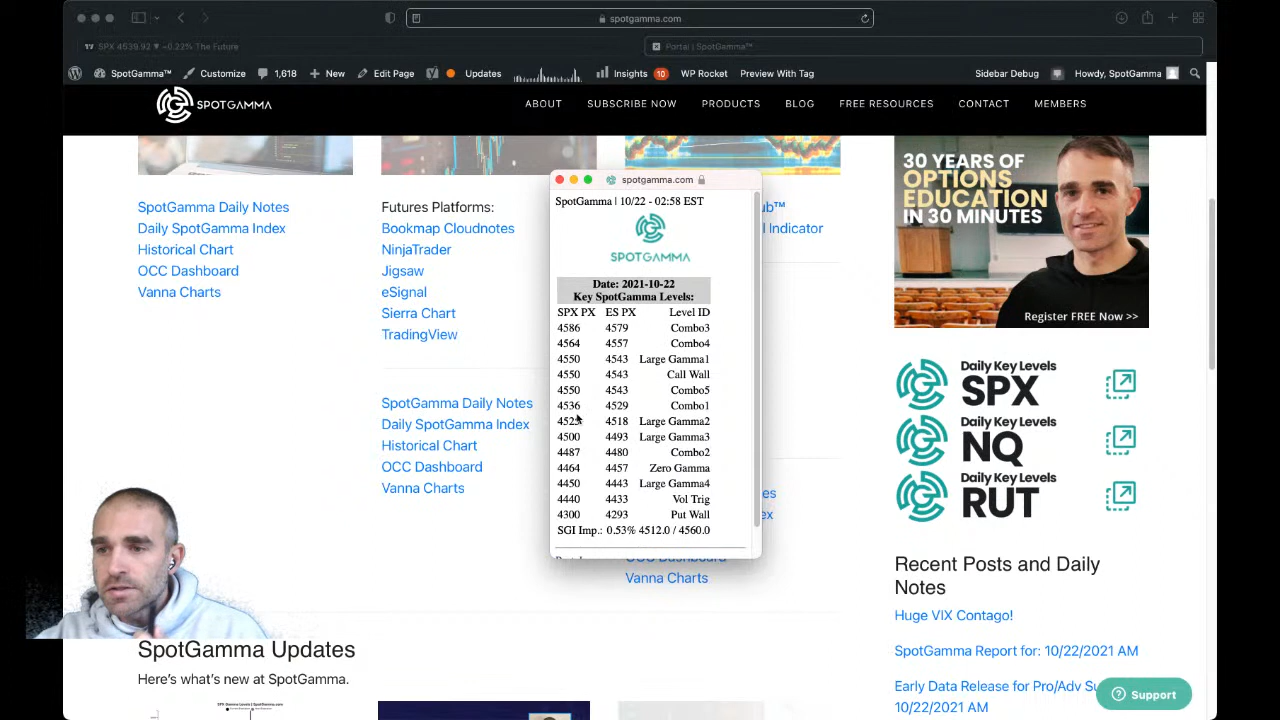 spotgamma.com
SPX 4539.92 ▼ −0.22% The Future
Portal | SpotGamma™
SpotGamma™ Customize 1,618 New Edit Page Updates Insights 10 WP Rocket Preview With Tag Sidebar Debug Howdy, SpotGamma
SPOTGAMMA
ABOUT SUBSCRIBE NOW PRODUCTS BLOG FREE RESOURCES CONTACT MEMBERS
SpotGamma Daily Notes
Daily SpotGamma Index
Historical Chart
OCC Dashboard
Vanna Charts
Futures Platforms:
Bookmap Cloudnotes
NinjaTrader
Jigsaw
eSignal
Sierra Chart
TradingView
SpotGamma Daily Notes
Daily SpotGamma Index
Historical Chart
OCC Dashboard
Vanna Charts
Indicator
Vanna Charts
spotgamma.com
SpotGamma | 10/22 - 02:58 EST
SPOTGAMMA
Date: 2021-10-22
Key SpotGamma Levels:
SPX PX ES PX Level ID
4586 4579 Combo3
4564 4557 Combo4
4550 4543 Large Gamma1
4550 4543 Call Wall
4550 4543 Combo5
4536 4529 Combo1
4518 Large Gamma2
4500 4493 Large Gamma3
4487 4480 Combo2
4464 4457 Zero Gamma
4450 4443 Large Gamma4
4440 4433 Vol Trig
4300 4293 Put Wall
SGI Imp.: 0.53% 4512.0 / 4560.0
30 YEARS OF
OPTIONS
EDUCATION
IN 30 MINUTES
Register FREE Now >>
Daily Key Levels
SPX
Daily Key Levels
NQ
Daily Key Levels
RUT
Recent Posts and Daily
Notes
Huge VIX Contago!
SpotGamma Report for: 10/22/2021 AM
Early Data Release for Pro/Adv
10/22/2021 AM
Support
SpotGamma Updates
Here's what's new at SpotGamma.